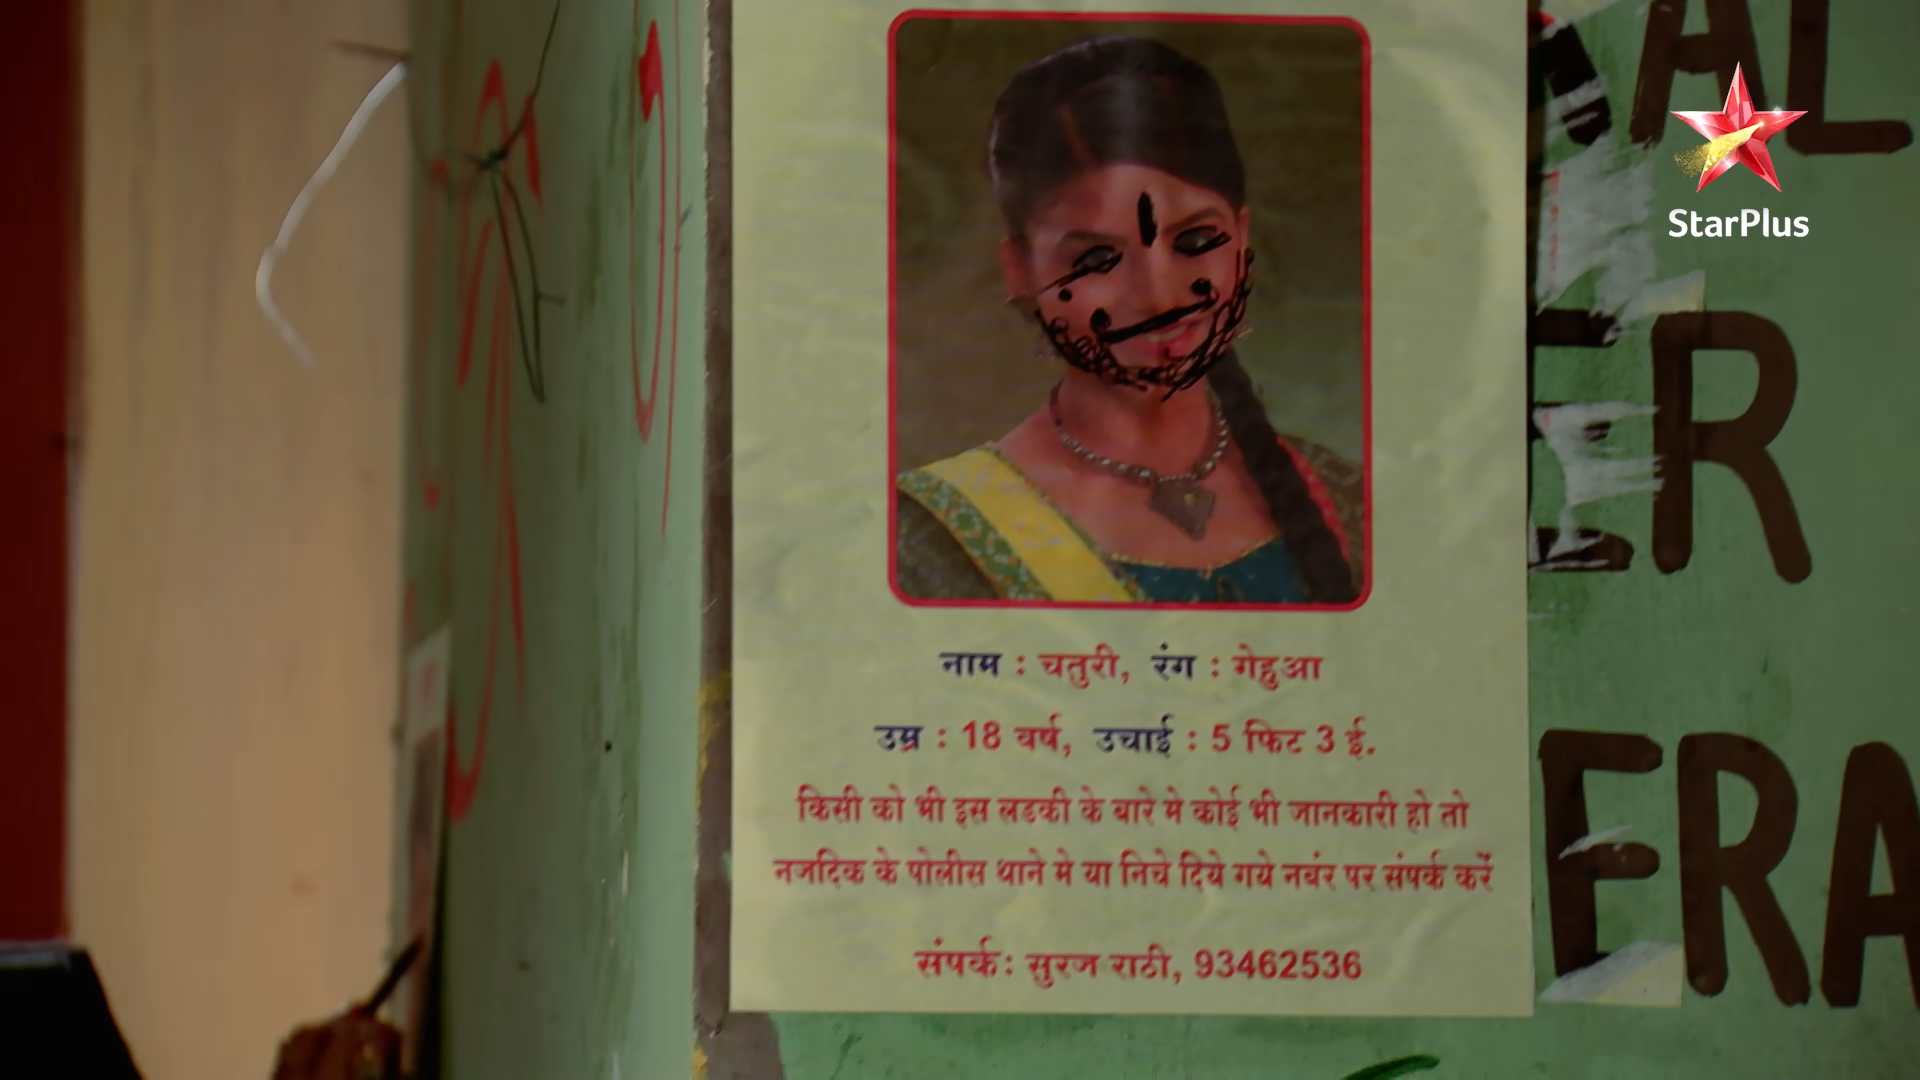 StarPlus
नाम : चतुरी, रंग : गेहुआ
उम्र : 18 वर्ष, उचाई : 5 फिट 3 ई.
किसी को भी इस लडकी के बारे मे कोई भी जानकारी हो तो
नजदिक के पोलीस थाने मे या निचे दिये गये नबंर पर संपर्क करें
संपर्क: सुरज राठी, 93462536
AL
ER
ERA